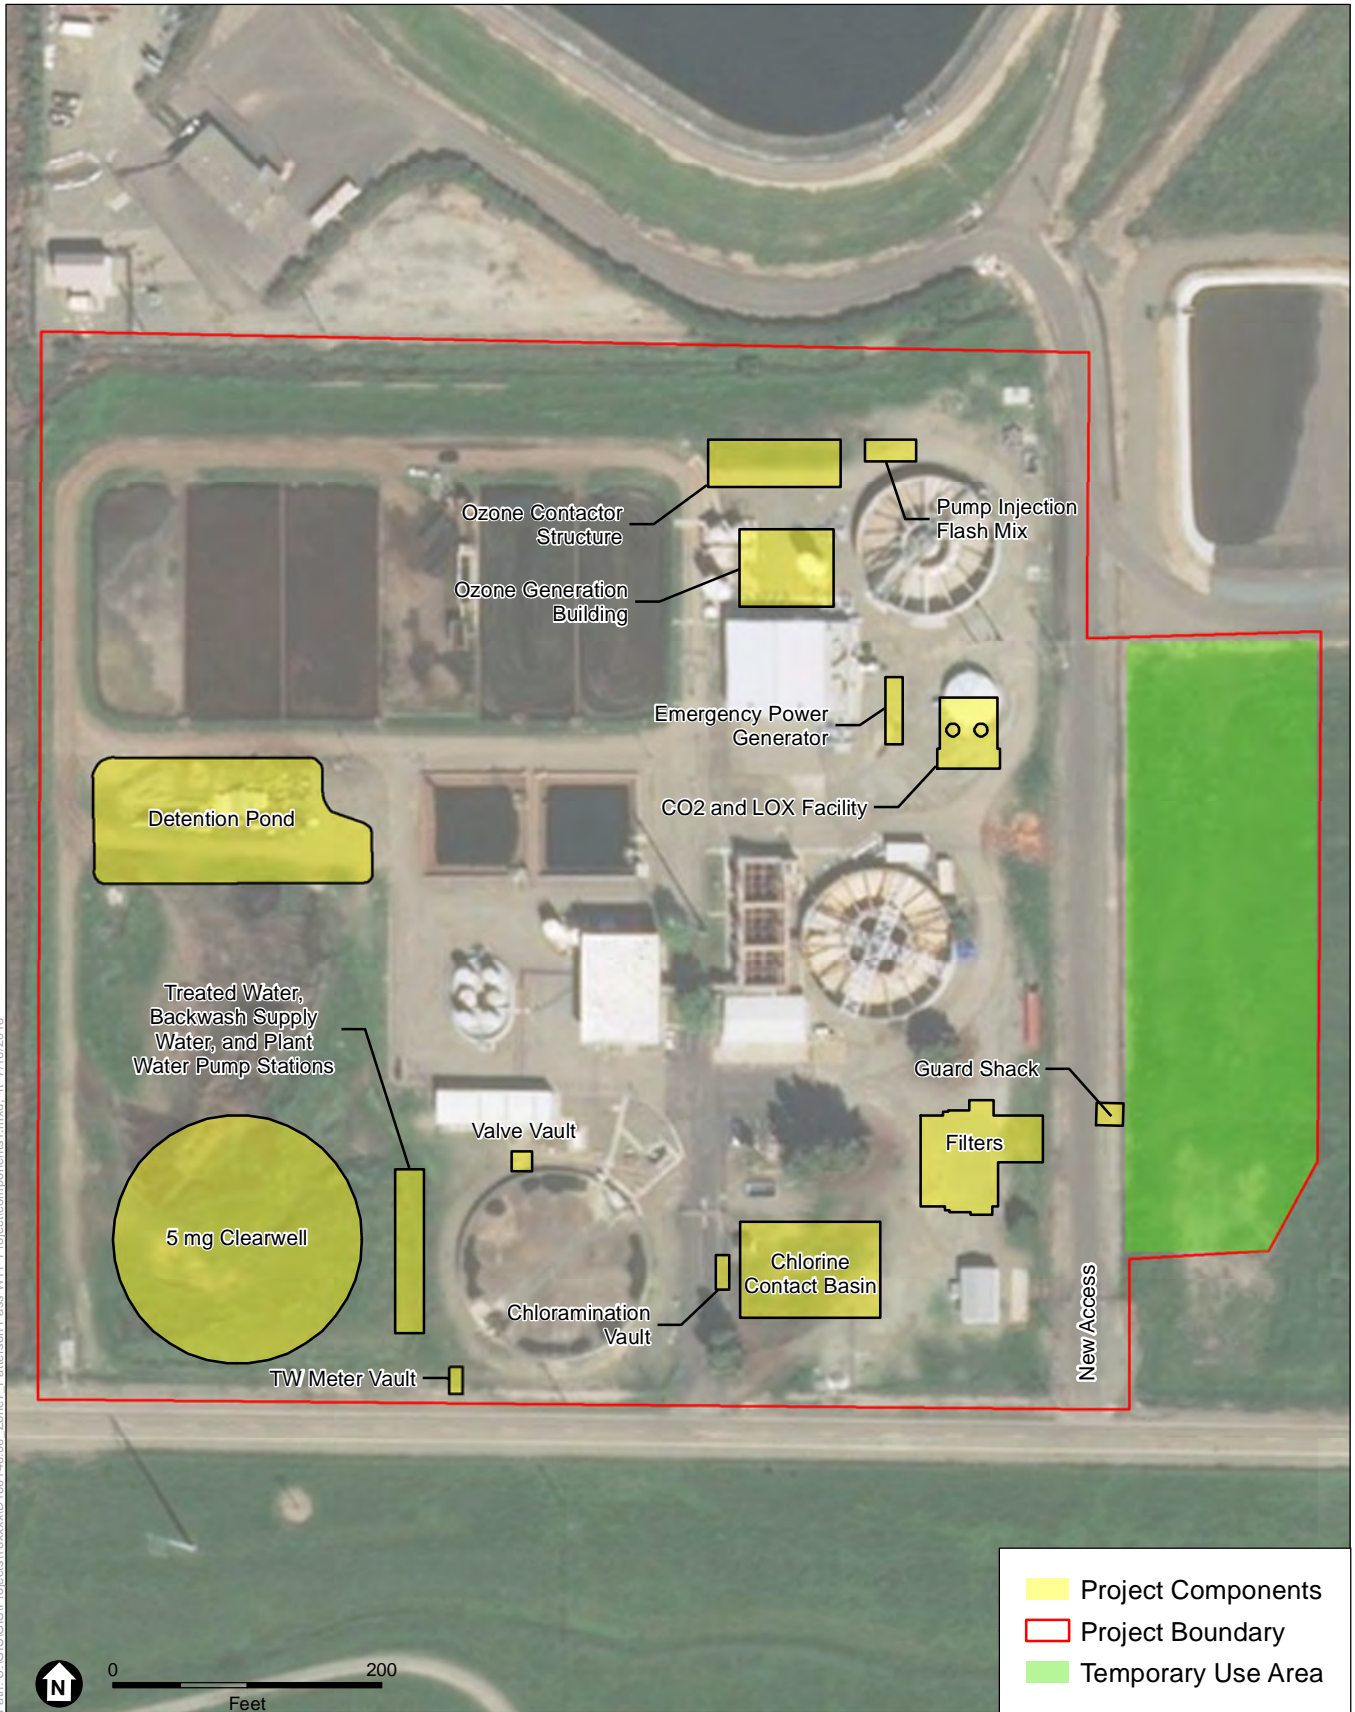 Ozone Contactor
Structure
Pump Injection
Flash Mix
Ozone Generation
Building
Emergency Power
Generator
CO2 and LOX Facility
Detention Pond
Treated Water,
Backwash Supply
Water, and Plant
Water Pump Stations
Guard Shack
Valve Vault
Filters
5 mg Clearwell
Chlorine
Contact Basin
Chloramination
Vault
New Access
TW Meter Vault
Project Components
Project Boundary
Temporary Use Area
N
0
200
Feet